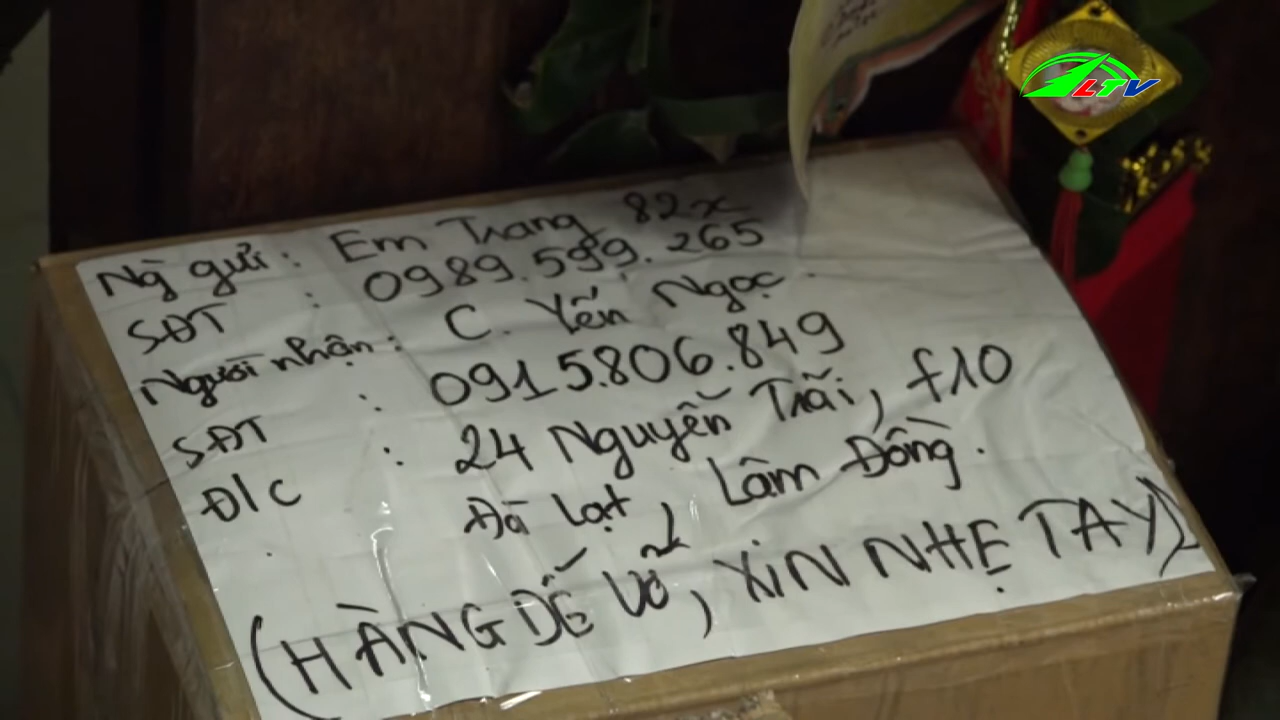 LTV
Ng` gửi : Em Trang 82x
SĐT : 0989.599.265
Người nhận : C. Yến Ngọc
SĐT : 0915.806.849
Đ/c : 24 Nguyễn Trãi, f10
Đà Lạt, Lâm Đồng.
(HÀNG DỄ VỠ, XIN NHẸ TAY)